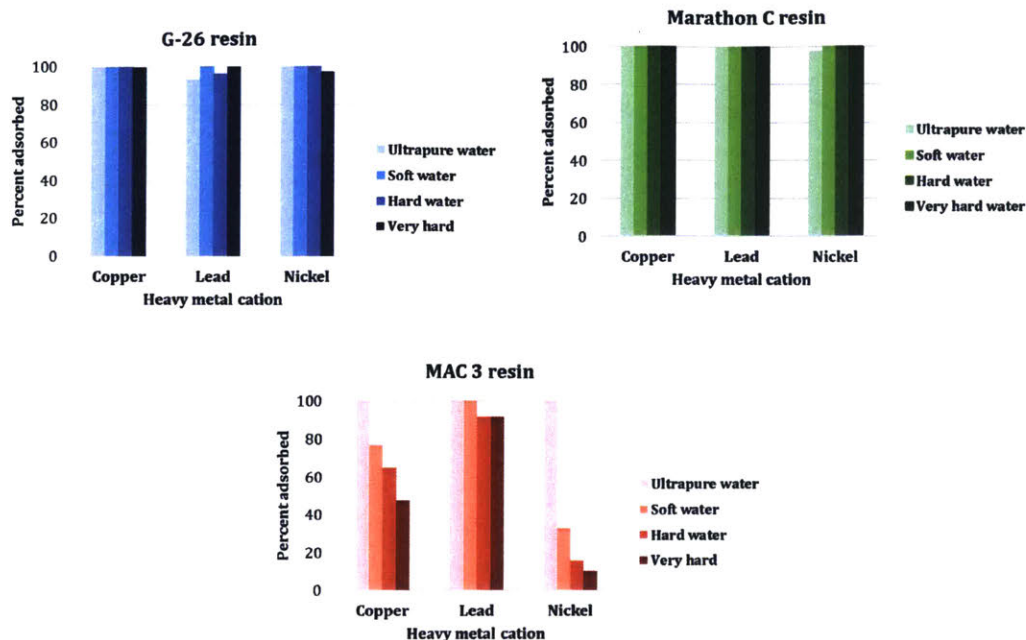 G-26 resin
100
80
60
40
20
0
Percent adsorbed
Copper Lead Nickel
Heavy metal cation
Ultrapure water
Soft water
Hard water
Very hard
Marathon C resin
100
80
60
40
20
0
Percent adsorbed
Copper Lead Nickel
Heavy metal cation
Ultrapure water
Soft water
Hard water
Very hard water
MAC 3 resin
100
80
60
40
20
0
Percent adsorbed
Copper Lead Nickel
Heavy metal cation
Ultrapure water
Soft water
Hard water
Very hard